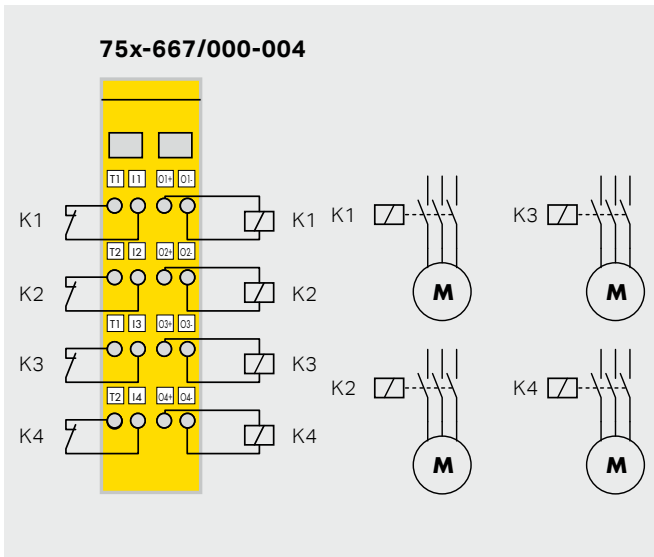 75x-667/000-004
T1 I1 O1+ O1-
K1 K1
T2 I2 O2+ O2-
K2 K2
T1 I3 O3+ O3-
K3 K3
T2 I4 O4+ O4-
K4 K4
K1 K3
M M
K2 K4
M M